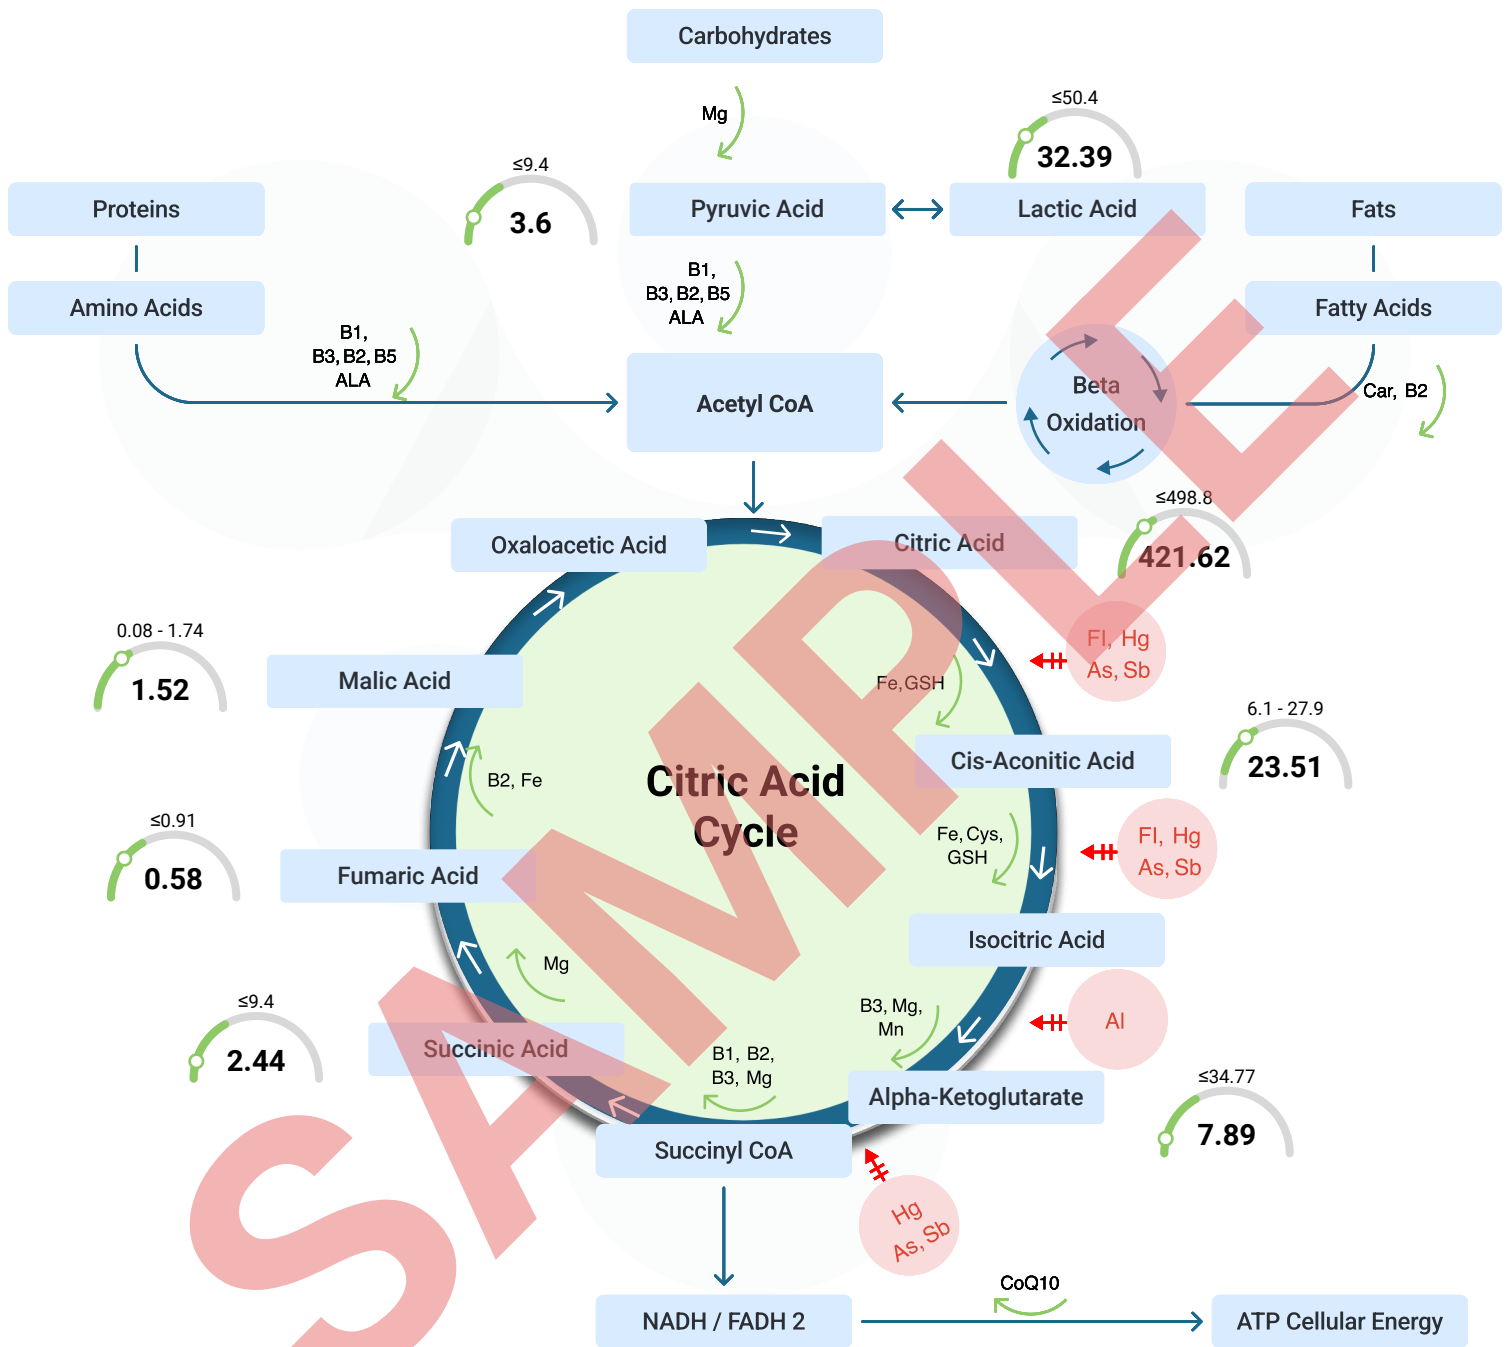 Carbohydrates
Mg
≤50.4
32.39
≤9.4
3.6
Proteins
Pyruvic Acid
Lactic Acid
Fats
Amino Acids
B1,
B3, B2, B5
ALA
Fatty Acids
B1,
B3, B2, B5
ALA
Acetyl CoA
Beta
Oxidation
Car, B2
Oxaloacetic Acid
Citric Acid
≤498.8
421.62
FI, Hg
As, Sb
0.08 - 1.74
1.52
Malic Acid
Fe, GSH
6.1 - 27.9
23.51
Cis-Aconitic Acid
B2, Fe
Citric Acid
Cycle
≤0.91
0.58
Fumaric Acid
Fe, Cys,
GSH
FI, Hg
As, Sb
Isocitric Acid
Mg
B3, Mg,
Mn
Al
≤9.4
2.44
Succinic Acid
B1, B2,
B3, Mg
Alpha-Ketoglutarate
≤34.77
7.89
Succinyl CoA
Hg
As, Sb
NADH / FADH 2
CoQ10
ATP Cellular Energy
SAMPLE